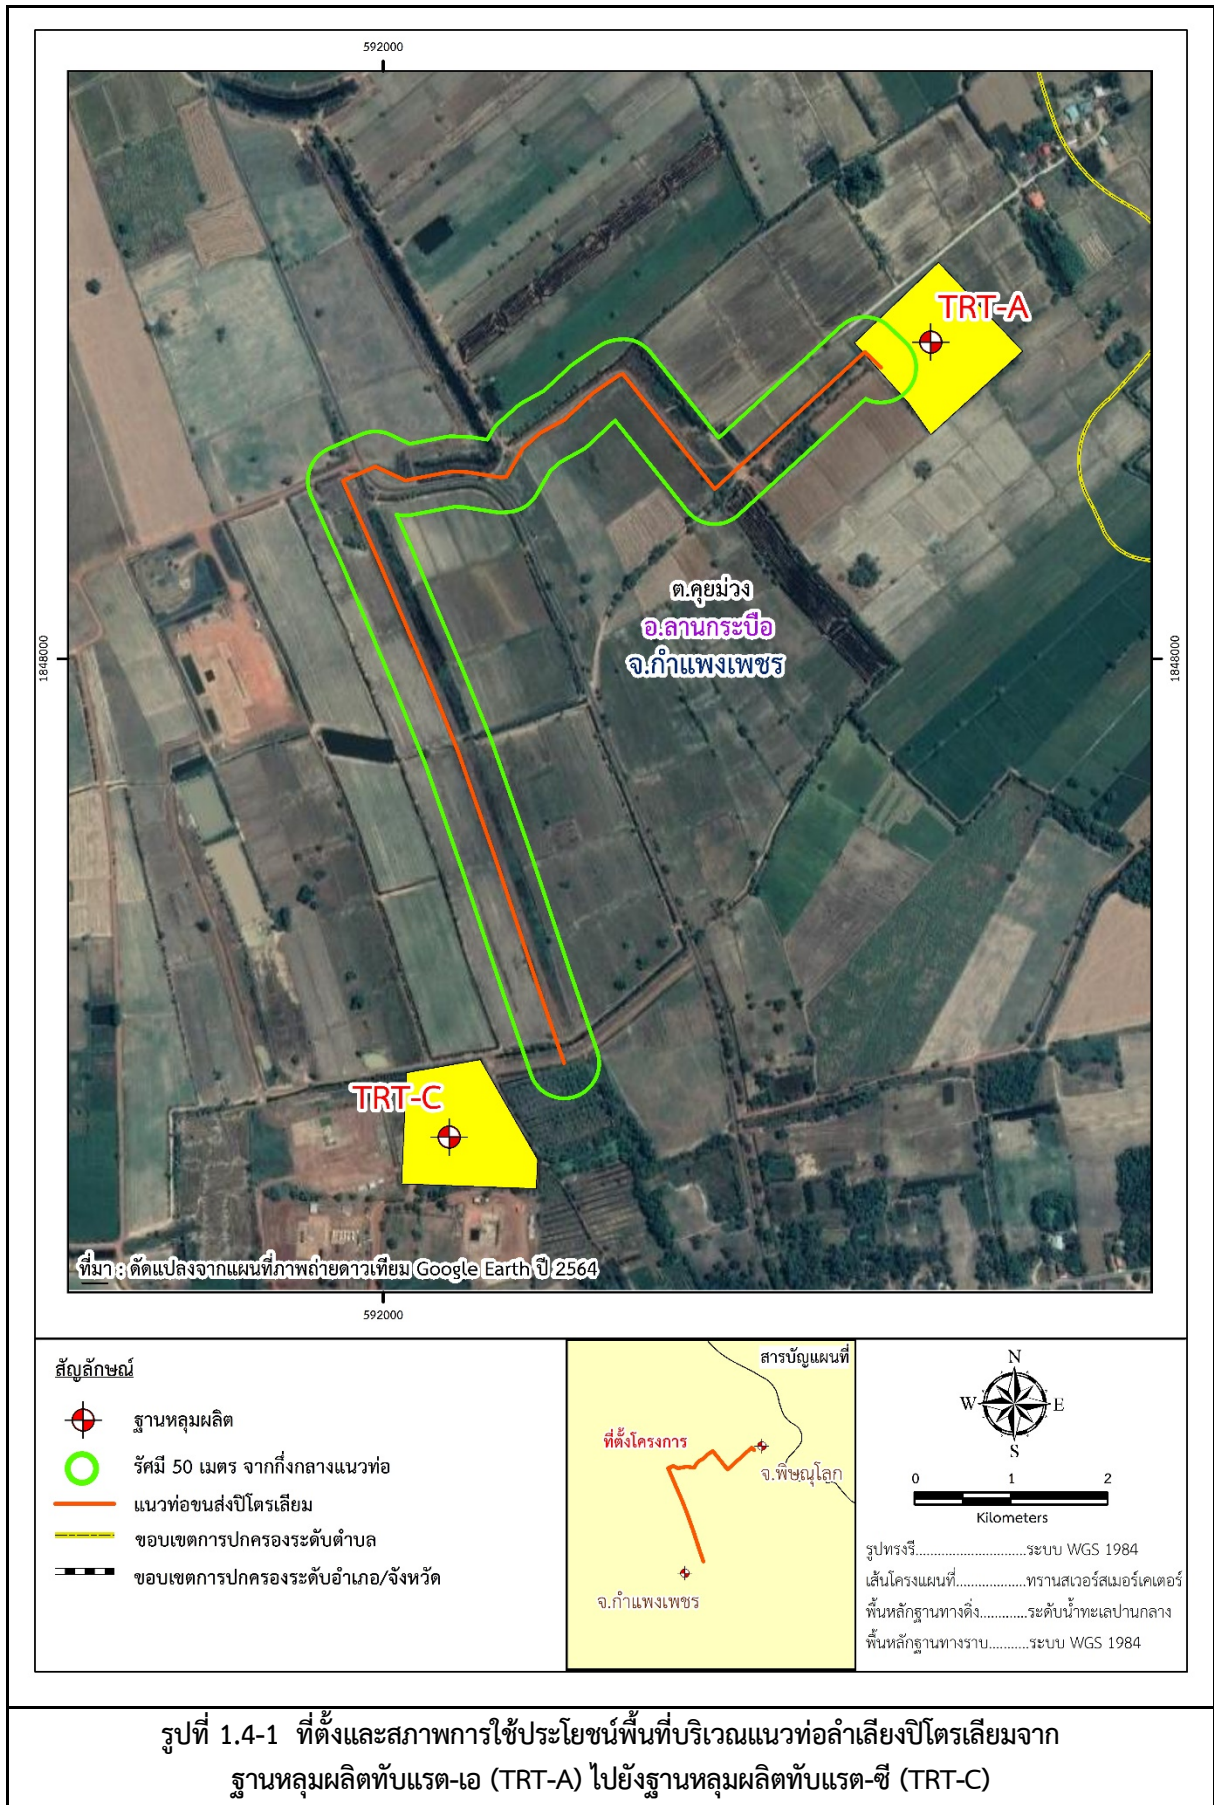 592000
TRT-A
ต.คุยม่วง
อ.ลานกระบือ
จ.กำแพงเพชร
1848000
1848000
TRT-C
ที่มา : ดัดแปลงจากแผนที่ภาพถ่ายดาวเทียม Google Earth ปี 2564
592000
สัญลักษณ์
ฐานหลุมผลิต
รัศมี 50 เมตร จากกึ่งกลางแนวท่อ
แนวท่อขนส่งปิโตรเลียม
ขอบเขตการปกครองระดับตำบล
ขอบเขตการปกครองระดับอำเภอ/จังหวัด
สารบัญแผนที่
ที่ตั้งโครงการ
จ.พิษณุโลก
จ.กำแพงเพชร
N
W E
S
0 1 2
Kilometers
รูปทรงรี............................ระบบ WGS 1984
เส้นโครงแผนที่..................ทรานสเวอร์สเมอร์เคเตอร์
พื้นหลักฐานทางดิ่ง............ระดับน้ำทะเลปานกลาง
พื้นหลักฐานทางราบ..........ระบบ WGS 1984
รูปที่ 1.4-1 ที่ตั้งและสภาพการใช้ประโยชน์พื้นที่บริเวณแนวท่อลำเลียงปิโตรเลียมจาก
ฐานหลุมผลิตทับแรต-เอ (TRT-A) ไปยังฐานหลุมผลิตทับแรต-ซี (TRT-C)